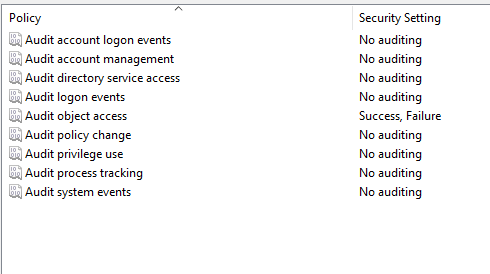 Policy Security Setting
Audit account logon events No auditing
Audit account management No auditing
Audit directory service access No auditing
Audit logon events No auditing
Audit object access Success, Failure
Audit policy change No auditing
Audit privilege use No auditing
Audit process tracking No auditing
Audit system events No auditing